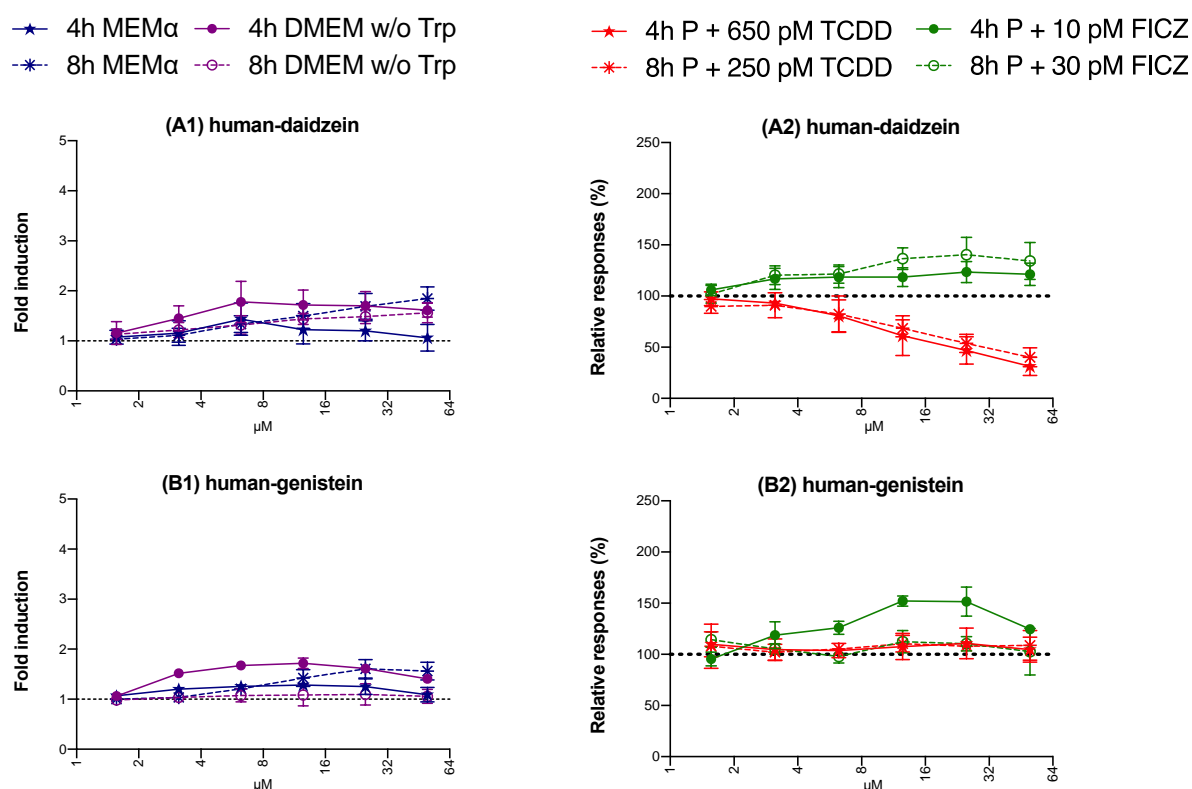 4h MEMα 4h DMEM w/o Trp
8h MEMα 8h DMEM w/o Trp
4h P + 650 pM TCDD 4h P + 10 pM FICZ
8h P + 250 pM TCDD 8h P + 30 pM FICZ
(A1) human-daidzein
Fold induction
5
4
3
2
1
0
1 2 4 8 16 32 64
µM
(A2) human-daidzein
Relative responses (%)
250
200
150
100
50
0
1 2 4 8 16 32 64
µM
(B1) human-genistein
Fold induction
5
4
3
2
1
0
1 2 4 8 16 32 64
µM
(B2) human-genistein
Relative responses (%)
250
200
150
100
50
0
1 2 4 8 16 32 64
µM